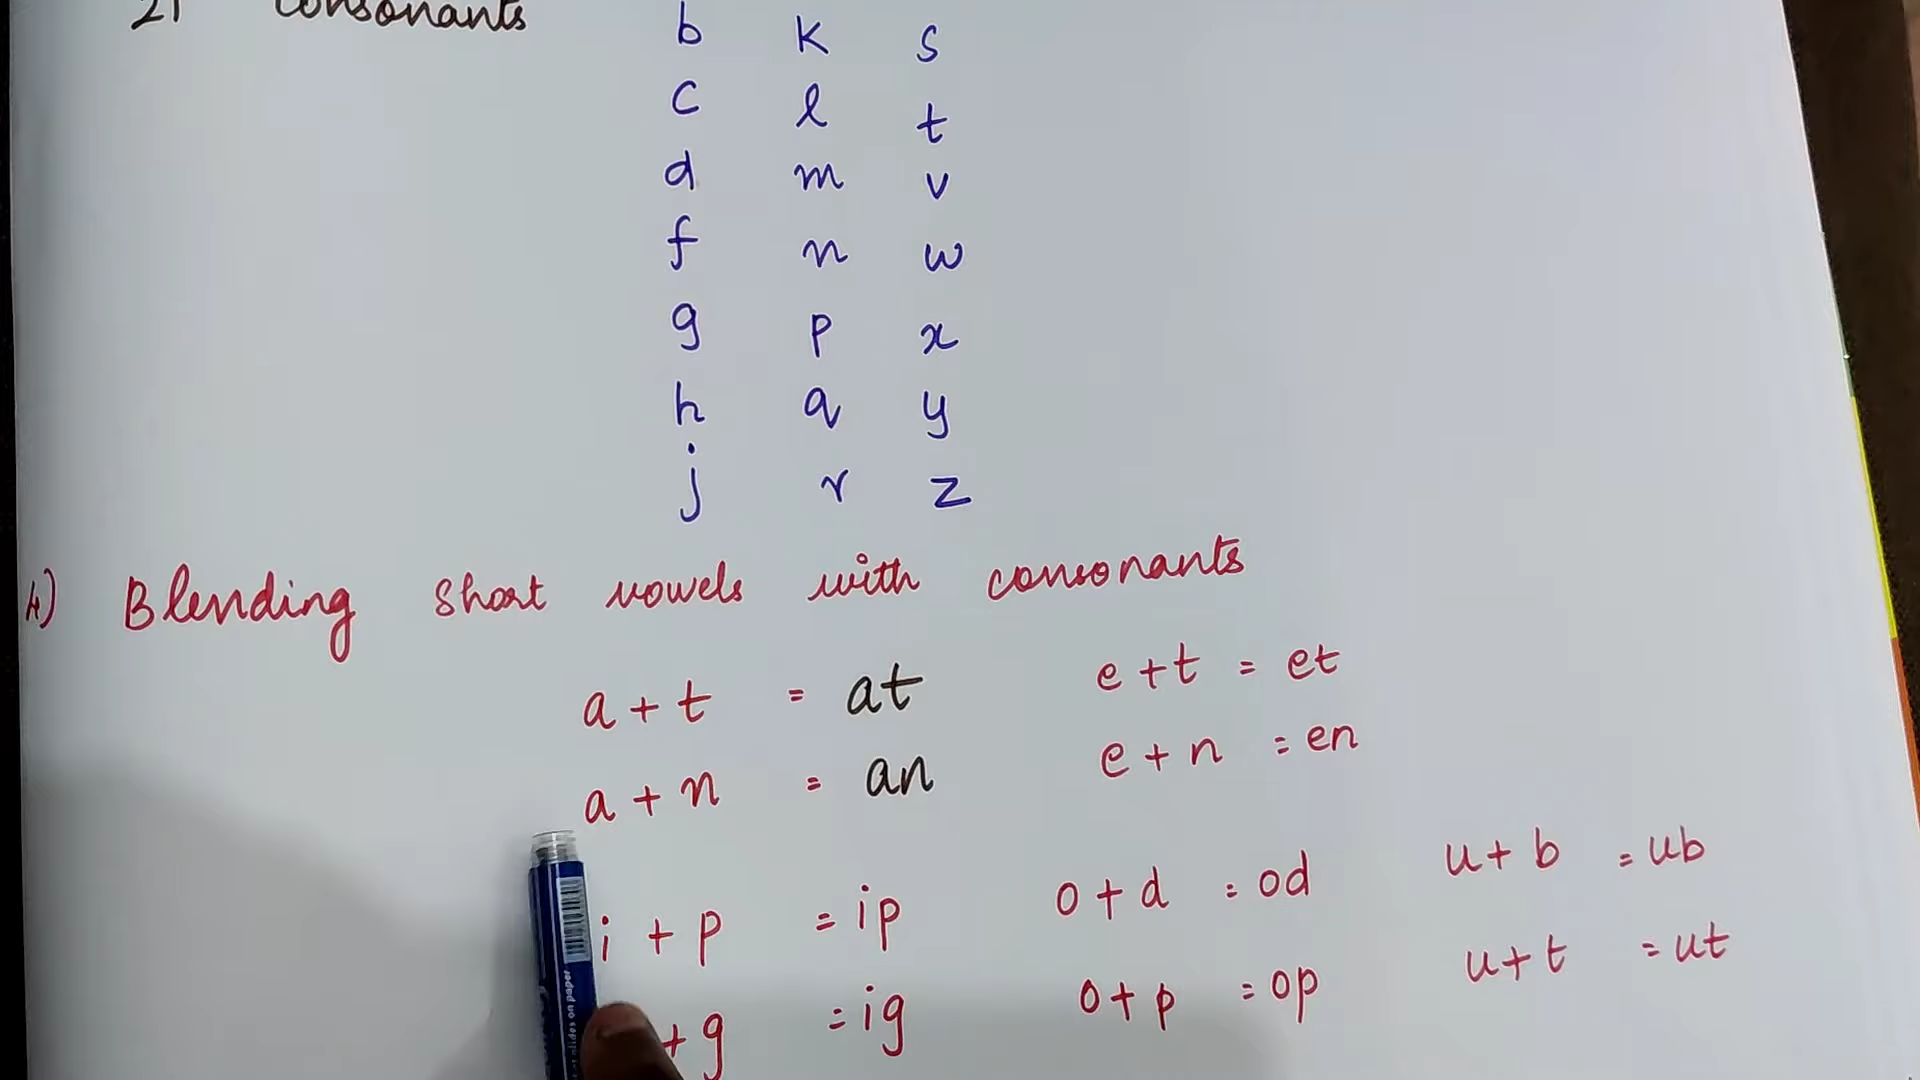 21 consonants
b k s
c l t
d m v
f n w
g p x
h q y
j r z
4) Blending short vowels with consonants
a + t = at e + t = et
a + n = an e + n = en
i + p = ip o + d = od u + b = ub
+ g = ig o + p = op u + t = ut